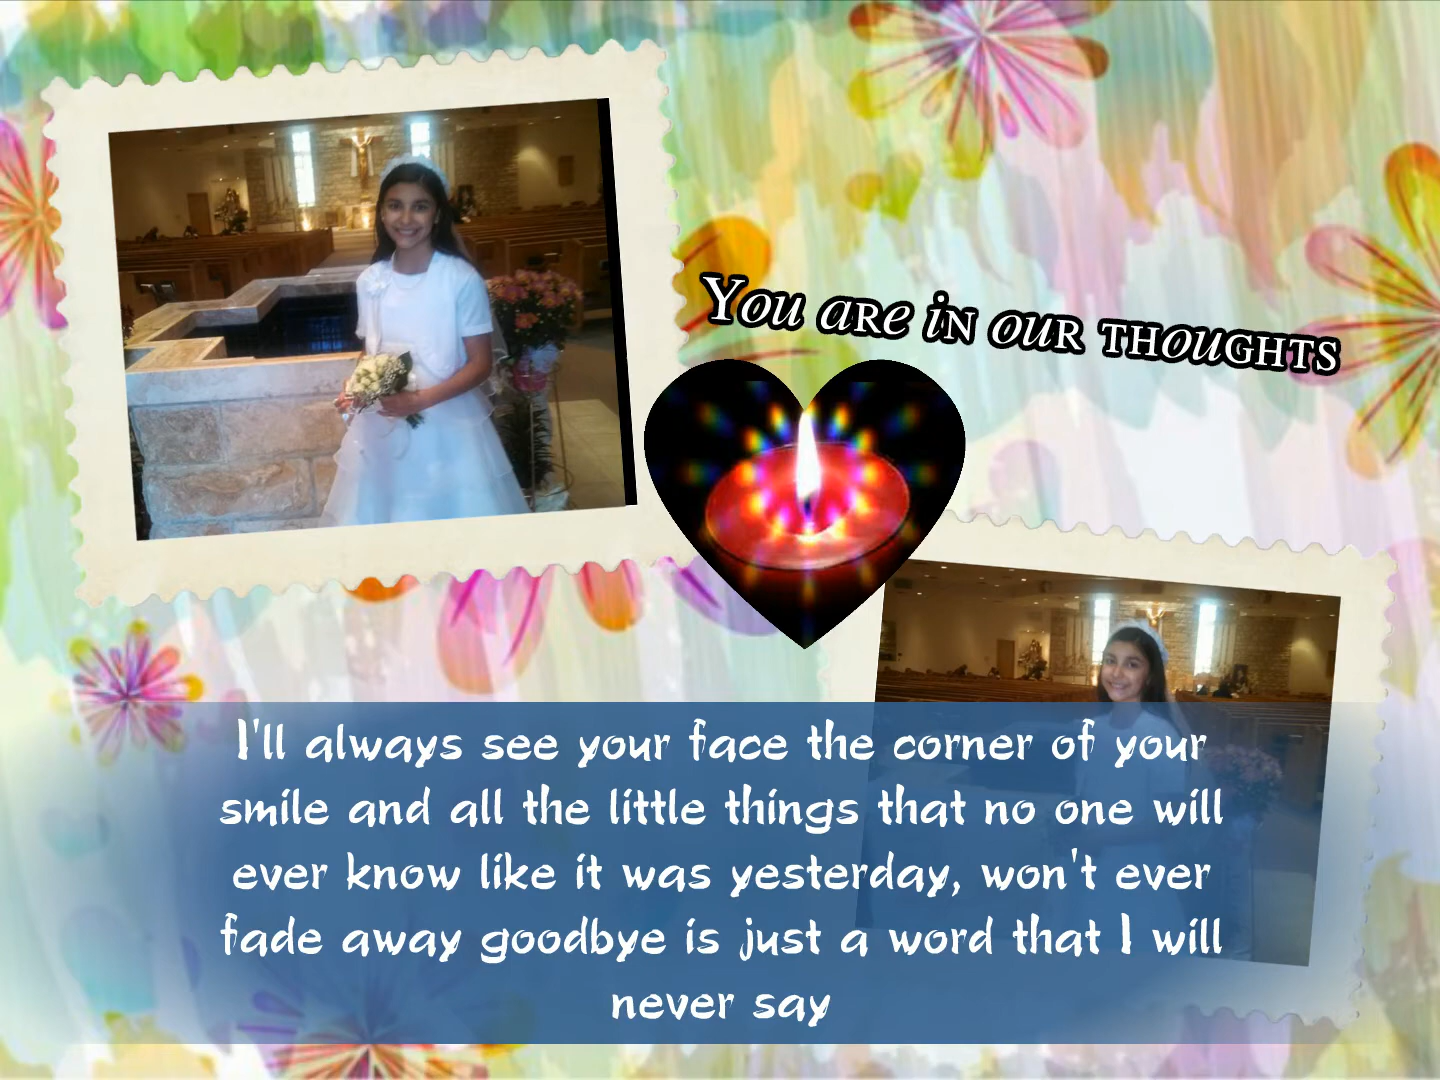 You are in our thoughts
I'll always see your face the corner of your
smile and all the little things that no one will
ever know like it was yesterday, won't ever
fade away goodbye is just a word that I will
never say